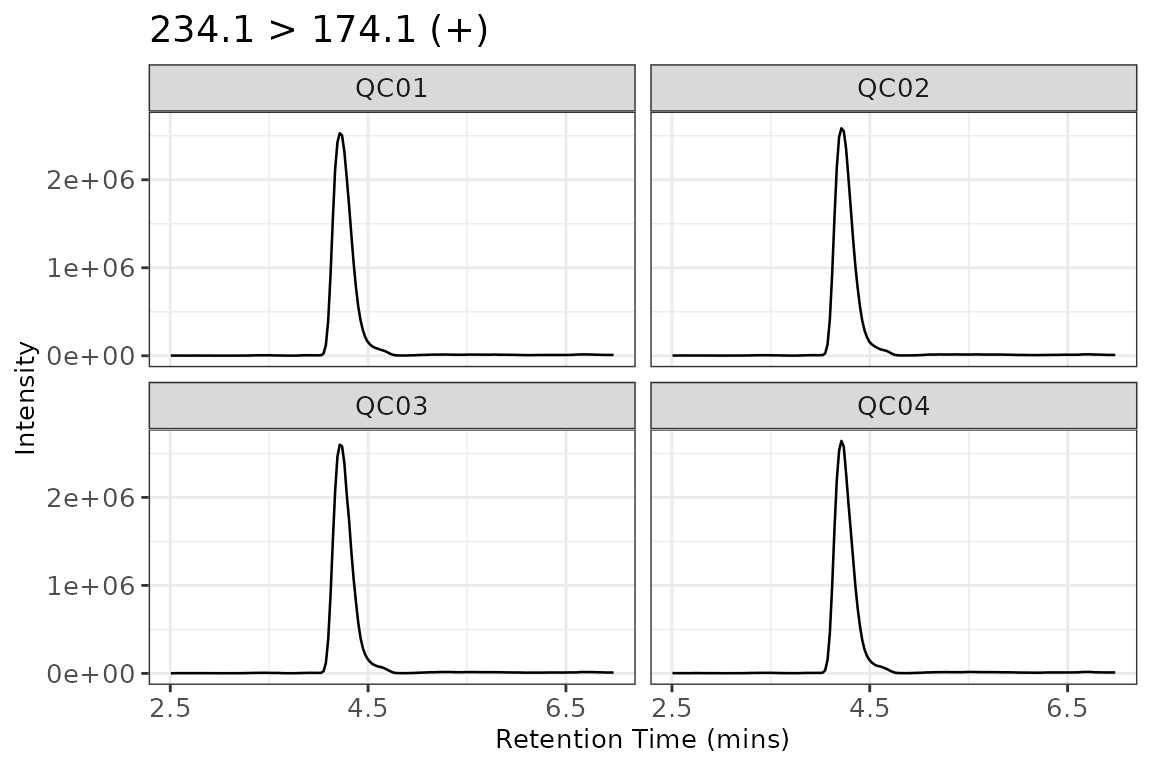 234.1 > 174.1 (+)
QC01
QC02
2e+06
1e+06
0e+00
Intensity
QC03
QC04
2e+06
1e+06
0e+00
2.5
4.5
6.5
2.5
4.5
6.5
Retention Time (mins)